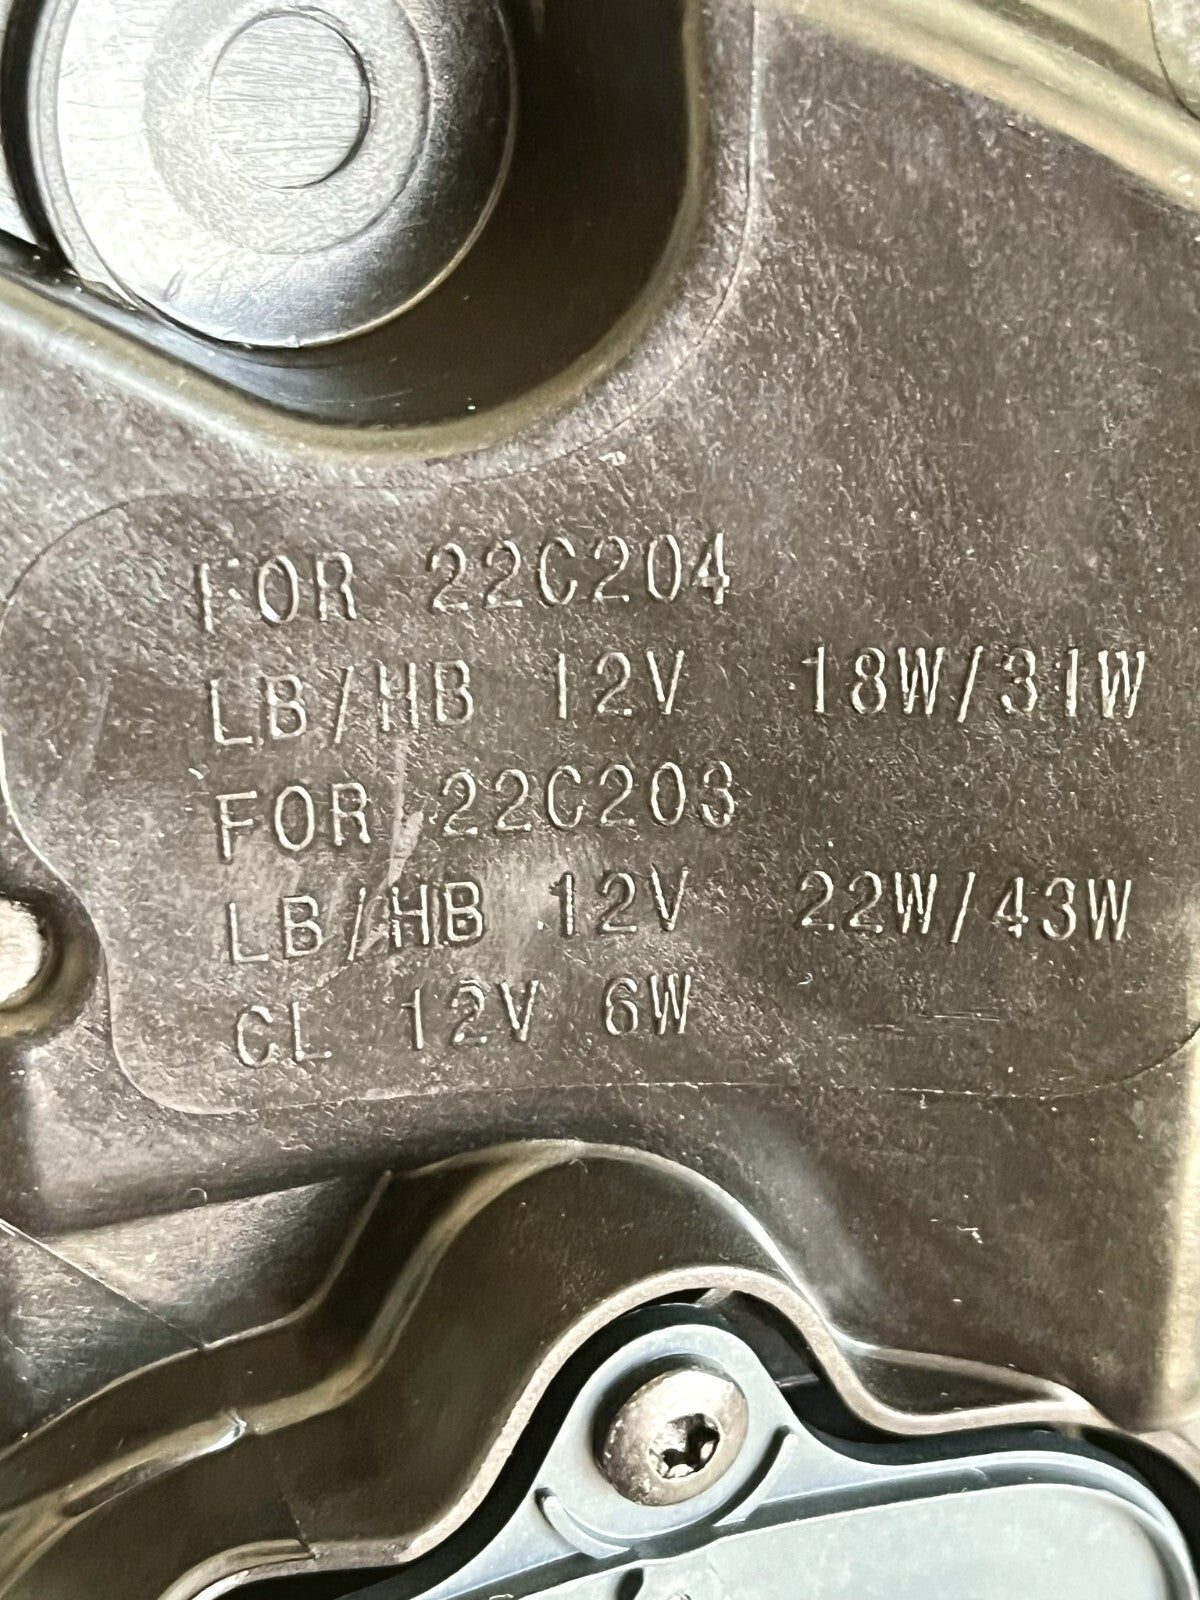 FOR 22C204
LB/HB 12V 18W/31W
FOR 22C203
LB/HB 12V 22W/43W
CL 12V 6W